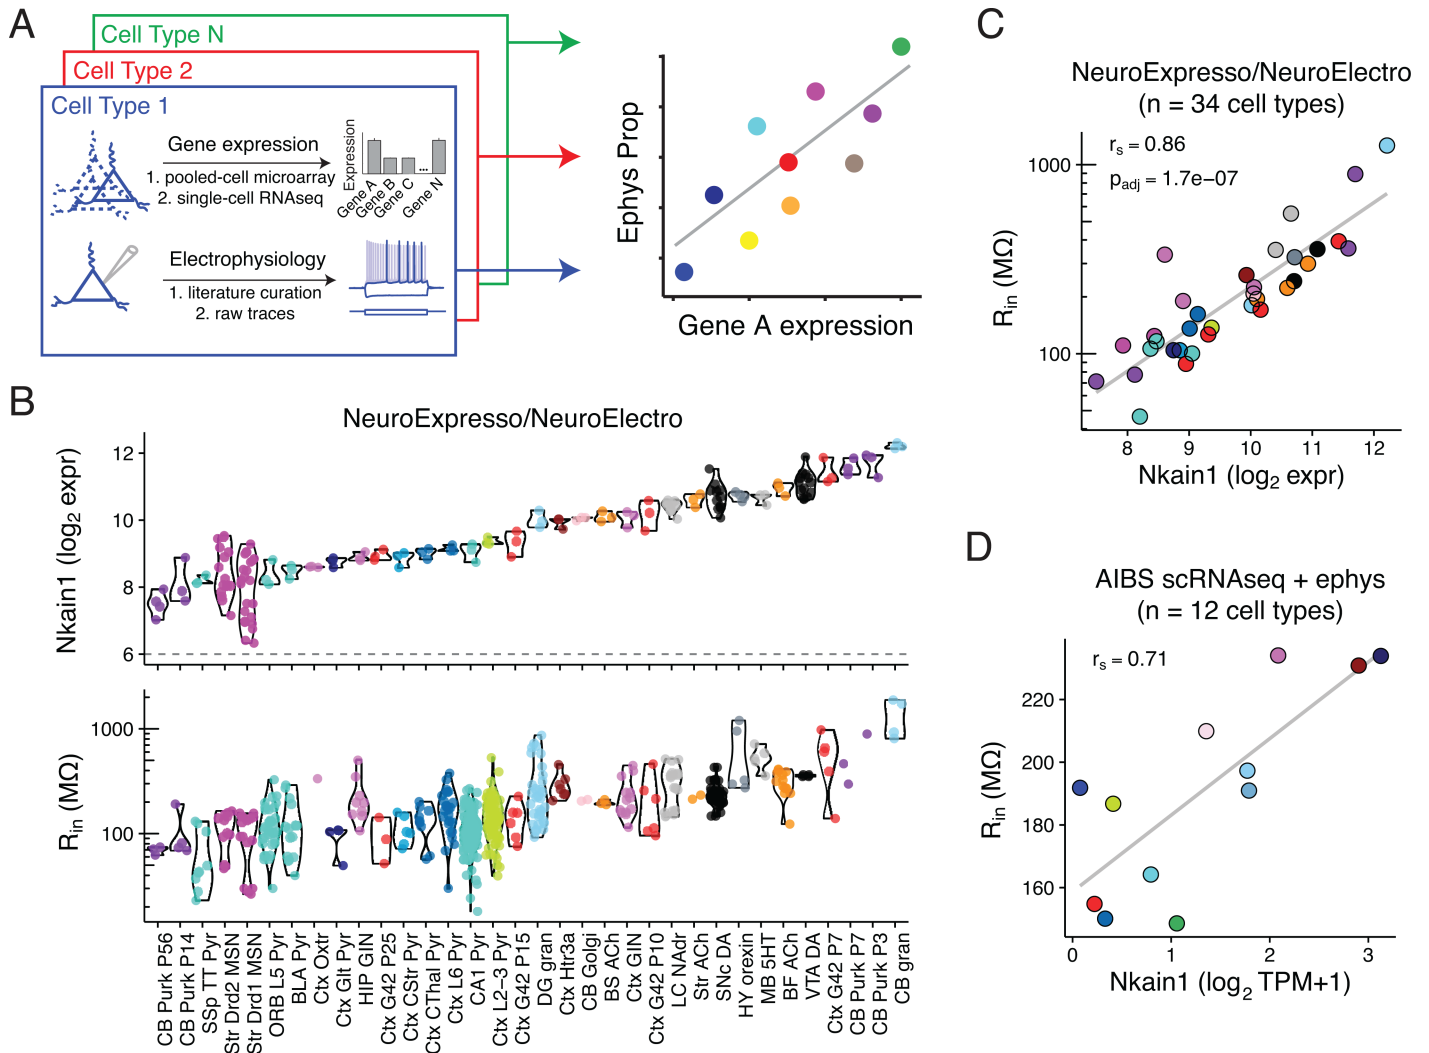 A
Cell Type N
Cell Type 2
Cell Type 1
Gene expression
1. pooled-cell microarray
2. single-cell RNAseq
Expression
Gene A
Gene B
Gene C
...
Gene N
Electrophysiology
1. literature curation
2. raw traces
Ephys Prop
Gene A expression
B
NeuroExpresso/NeuroElectro
Nkain1 (log2 expr)
12
10
8
6
Rin (MΩ)
1000
100
CB Purk P56
CB Purk P14
SSp TT Pyr
Str Drd2 MSN
Str Drd1 MSN
ORB L5 Pyr
BLA Pyr
Ctx Oxtr
Ctx Glt Pyr
HIP GIN
Ctx G42 P25
Ctx CStr Pyr
Ctx CThal Pyr
Ctx L6 Pyr
CA1 Pyr
Ctx L2−3 Pyr
Ctx G42 P15
DG gran
Ctx Htr3a
CB Golgi
BS ACh
Ctx GIN
Ctx G42 P10
LC NAdr
Str ACh
SNc DA
HY orexin
MB 5HT
BF ACh
VTA DA
Ctx G42 P7
CB Purk P7
CB Purk P3
CB gran
C
NeuroExpresso/NeuroElectro
(n = 34 cell types)
rs = 0.86
padj = 1.7e−07
Rin (MΩ)
1000
100
8 9 10 11 12
Nkain1 (log2 expr)
D
AIBS scRNAseq + ephys
(n = 12 cell types)
rs = 0.71
Rin (MΩ)
220
200
180
160
0 1 2 3
Nkain1 (log2 TPM+1)